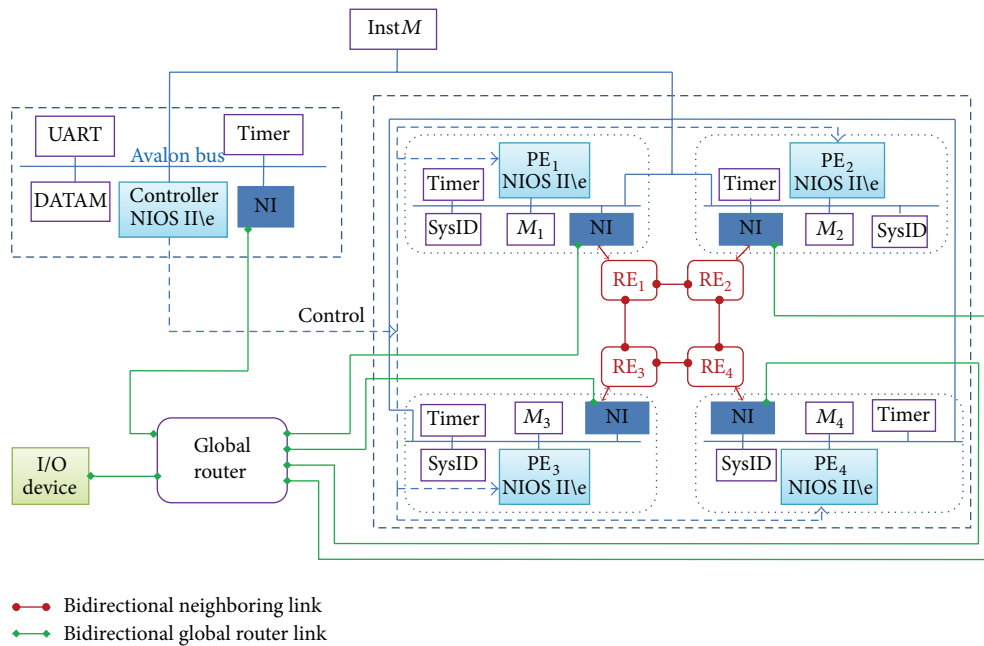 InstM
UART
Timer
Avalon bus
DATAM
Controller
NIOS II\e
NI
PE₁
NIOS II\e
Timer
SysID
M₁
NI
PE₂
NIOS II\e
Timer
NI
M₂
SysID
RE₁
RE₂
Control
RE₃
RE₄
Timer
M₃
NI
SysID
PE₃
NIOS II\e
NI
M₄
Timer
SysID
PE₄
NIOS II\e
Global
router
I/O
device
Bidirectional neighboring link
Bidirectional global router link